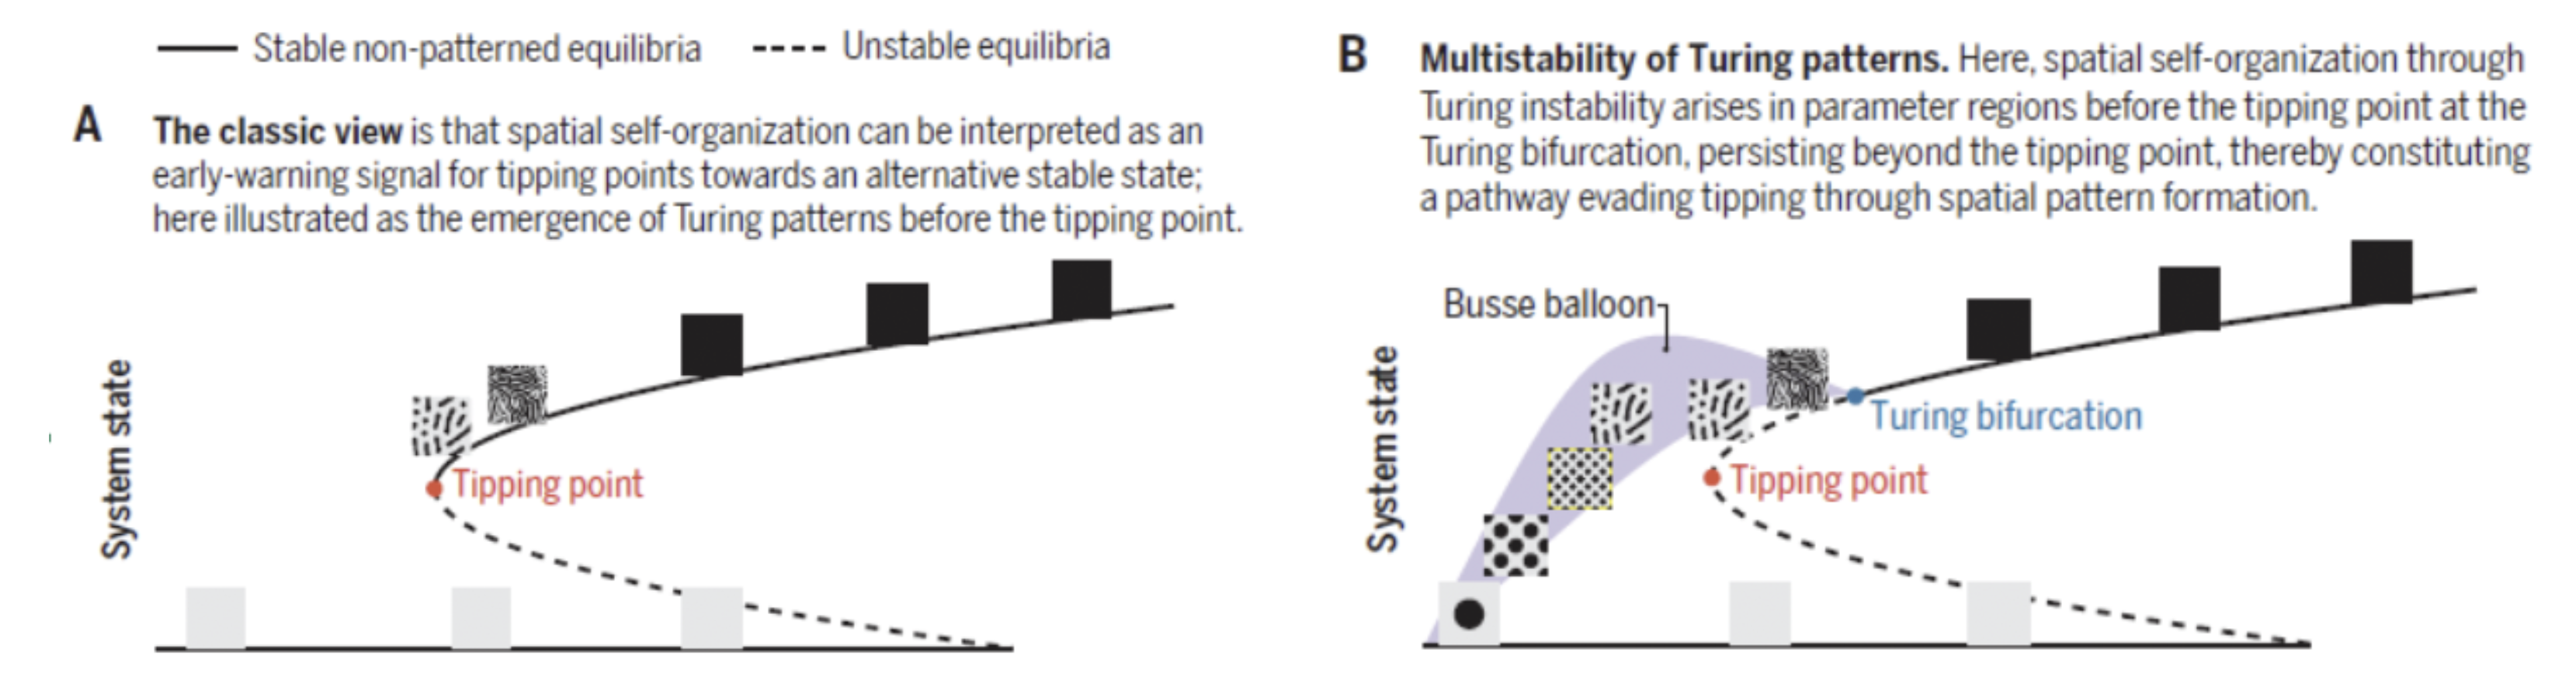 Stable non-patterned equilibria
Unstable equilibria
A
The classic view is that spatial self-organization can be interpreted as an
early-warning signal for tipping points towards an alternative stable state;
here illustrated as the emergence of Turing patterns before the tipping point.
System state
Tipping point
B
Multistability of Turing patterns. Here, spatial self-organization through
Turing instability arises in parameter regions before the tipping point at the
Turing bifurcation, persisting beyond the tipping point, thereby constituting
a pathway evading tipping through spatial pattern formation.
Busse balloon
System state
Turing bifurcation
Tipping point